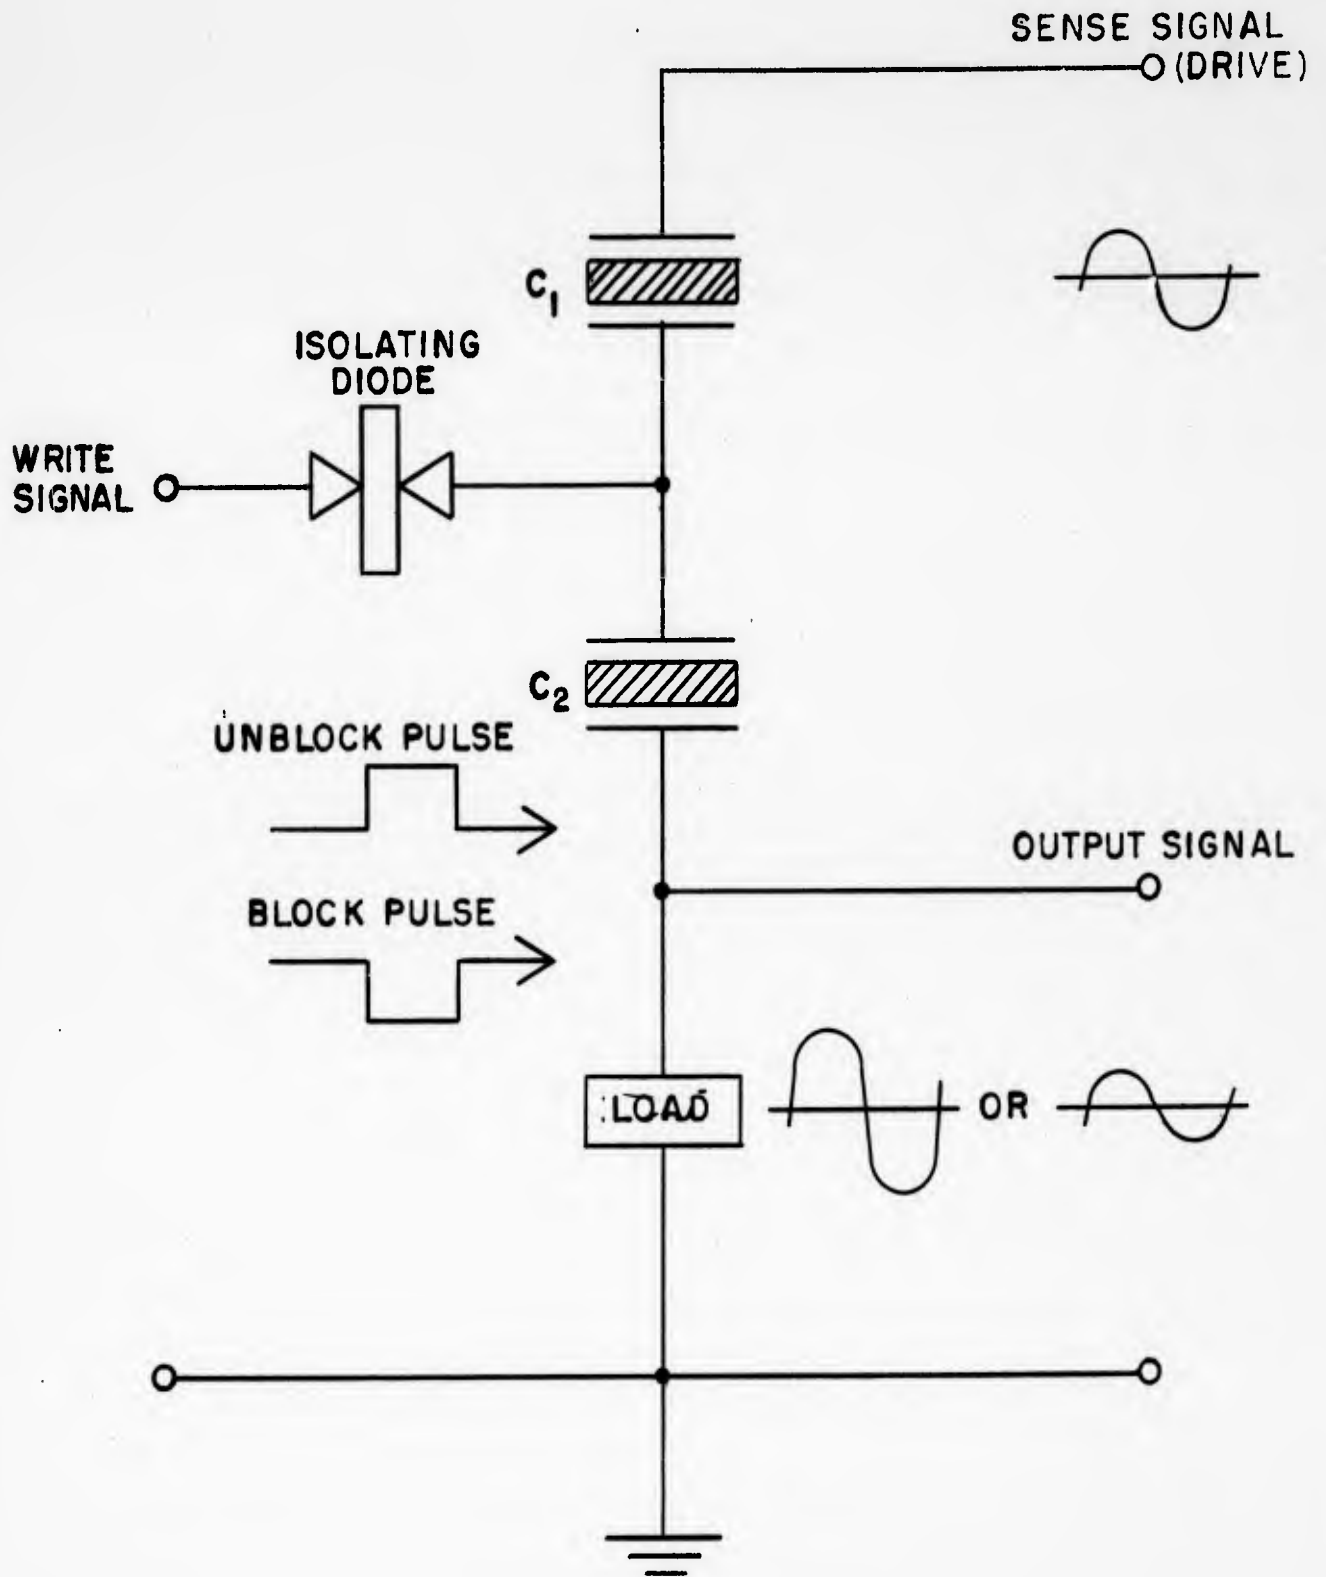 SENSE SIGNAL
(DRIVE)
C1
ISOLATING
DIODE
WRITE
SIGNAL
C2
UNBLOCK PULSE
OUTPUT SIGNAL
BLOCK PULSE
LOAD
OR